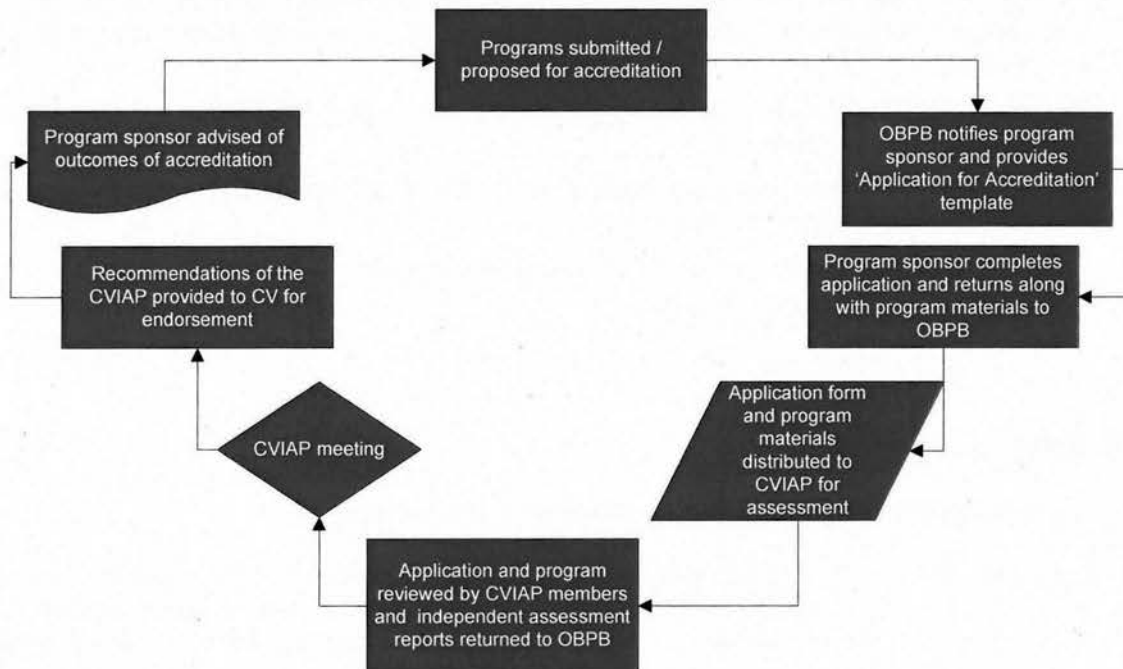 Programs submitted /
proposed for accreditation
OBPB notifies program
sponsor and provides
‘Application for Accreditation’
template
Program sponsor completes
application and returns along
with program materials to
OBPB
Application form
and program
materials
distributed to
CVIAP for
assessment
Application and program
reviewed by CVIAP members
and independent assessment
reports returned to OBPB
CVIAP meeting
Recommendations of the
CVIAP provided to CV for
endorsement
Program sponsor advised of
outcomes of accreditation